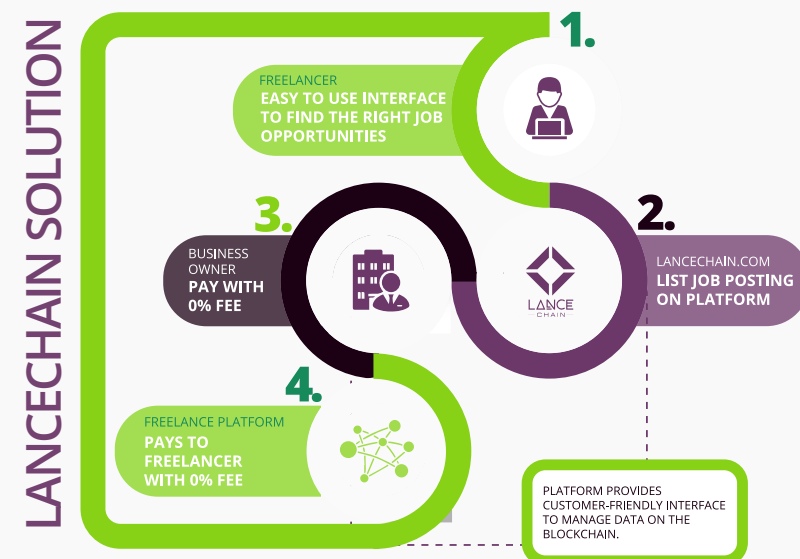 LANCECHAIN SOLUTION
1.
FREELANCER
EASY TO USE INTERFACE
TO FIND THE RIGHT JOB
OPPORTUNITIES
2.
LANCECHAIN.COM
LIST JOB POSTING
ON PLATFORM
LANCE
CHAIN
3.
BUSINESS
OWNER
PAY WITH
0% FEE
4.
FREELANCE PLATFORM
PAYS TO
FREELANCER
WITH 0% FEE
PLATFORM PROVIDES
CUSTOMER-FRIENDLY INTERFACE
TO MANAGE DATA ON THE
BLOCKCHAIN.